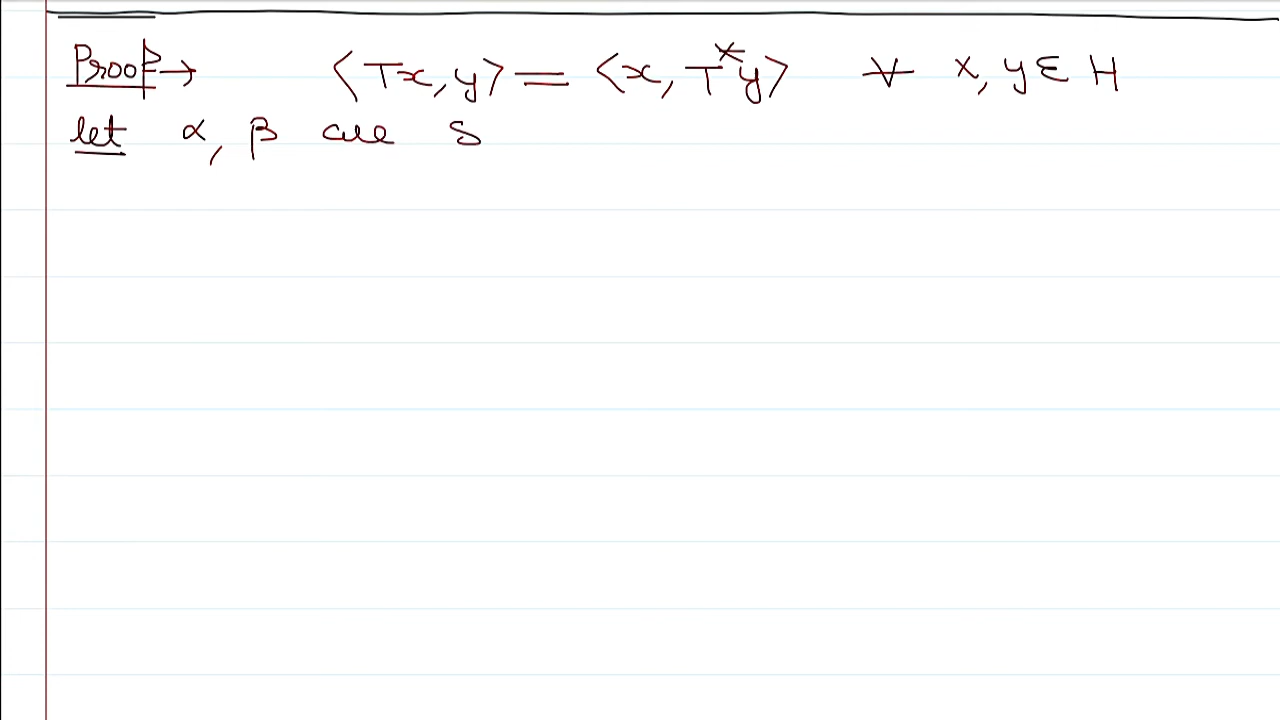 Proof → ⟨Tx, y⟩ = ⟨x, T*y⟩ ∀ x, y ∈ H
let α, β are S